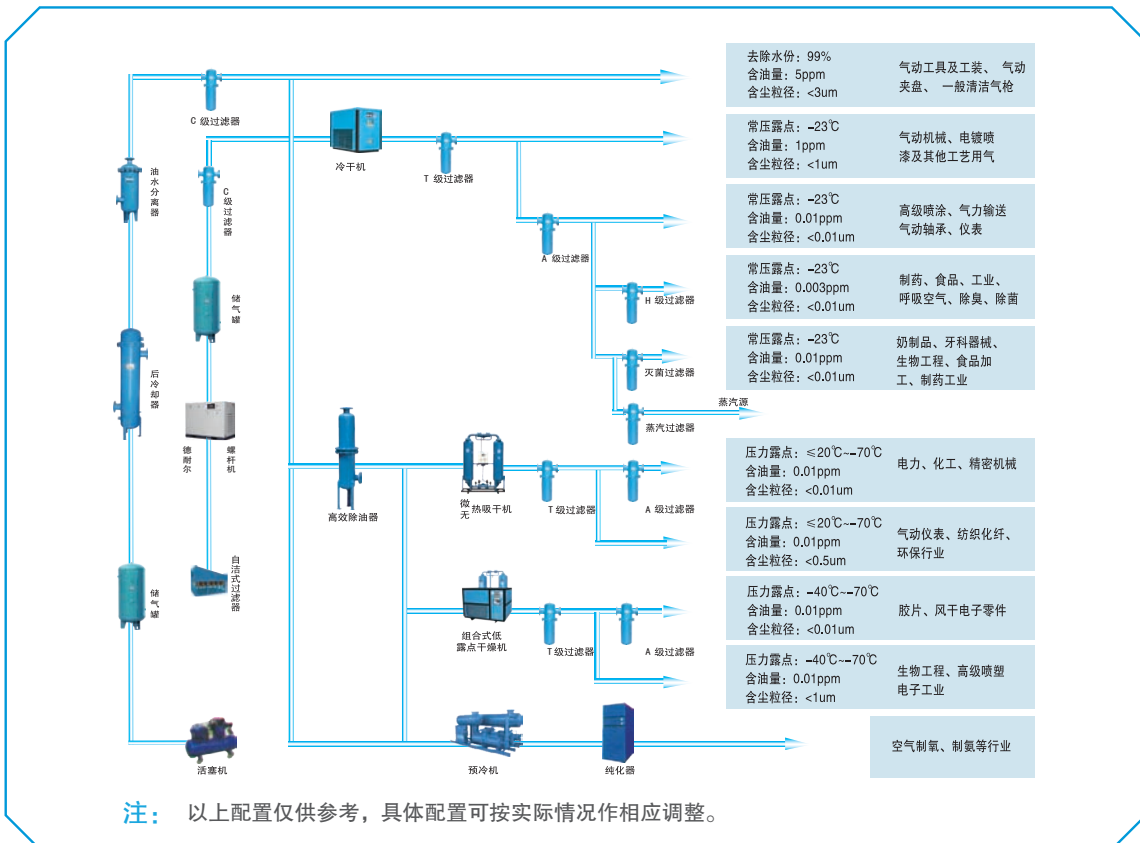 去除水份：99%
含油量：5ppm
含尘粒径：<3um
气动工具及工装、 气动
夹盘、 一般清洁气枪
C 级过滤器
常压露点：-23℃
含油量：1ppm
含尘粒径：<1um
气动机械、电镀喷
漆及其他工艺用气
冷干机
T 级过滤器
油水分离器
C级过滤器
常压露点：-23℃
含油量：0.01ppm
含尘粒径：<0.01um
高级喷涂、气力输送
气动轴承、仪表
A 级过滤器
常压露点：-23℃
含油量：0.003ppm
含尘粒径：<0.01um
制药、食品、工业、
呼吸空气、除臭、除菌
储气罐
H 级过滤器
常压露点：-23℃
含油量：0.01ppm
含尘粒径：<0.01um
奶制品、牙科器械、
生物工程、食品加
工、制药工业
后冷却器
灭菌过滤器
蒸汽源
蒸汽过滤器
德耐尔
螺杆机
压力露点：≤20℃~-70℃
含油量：0.01ppm
含尘粒径：<0.01um
电力、化工、精密机械
高效除油器
微
无
热吸干机
T级过滤器
A 级过滤器
压力露点：≤20℃~-70℃
含油量：0.01ppm
含尘粒径：<0.5um
气动仪表、纺织化纤、
环保行业
储气罐
自洁式过滤器
压力露点：-40℃~-70℃
含油量：0.01ppm
含尘粒径：<0.01um
胶片、风干电子零件
组合式低
露点干燥机
T级过滤器
A 级过滤器
压力露点：-40℃~-70℃
含油量：0.01ppm
含尘粒径：<1um
生物工程、高级喷塑
电子工业
活塞机
预冷机
纯化器
空气制氧、制氨等行业
注： 以上配置仅供参考，具体配置可按实际情况作相应调整。